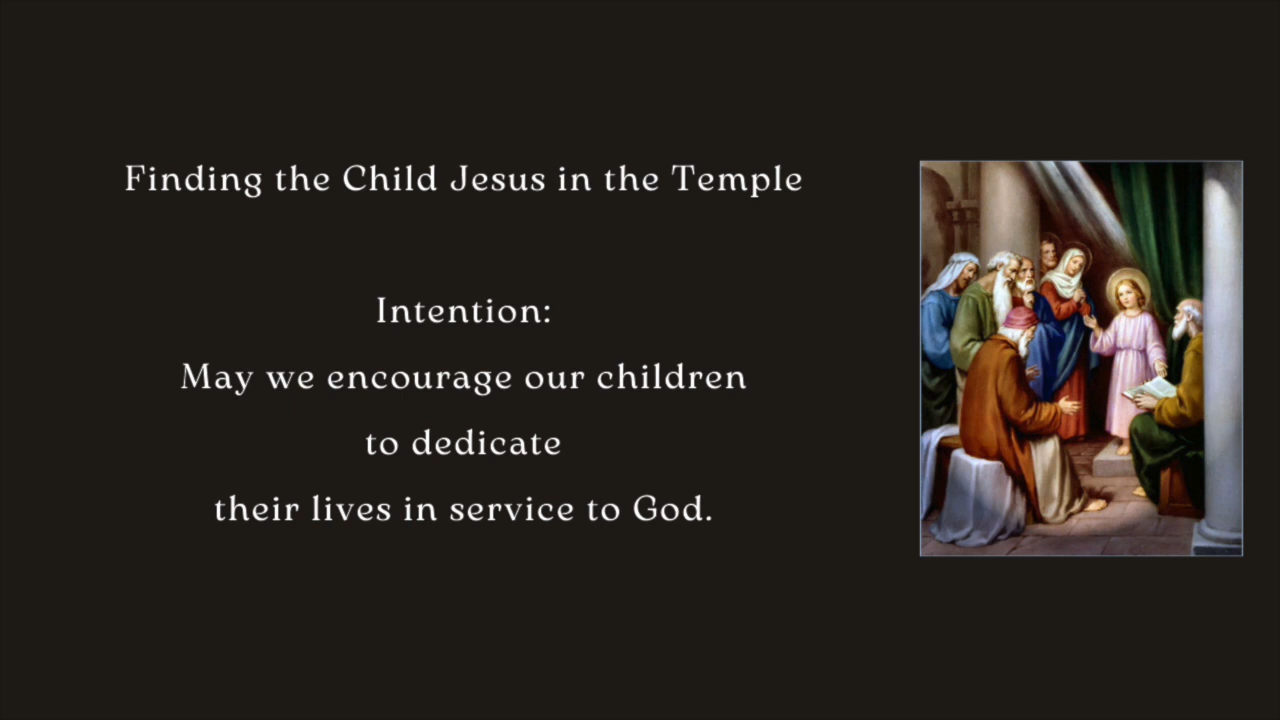 Finding the Child Jesus in the Temple
Intention:
May we encourage our children
to dedicate
their lives in service to God.